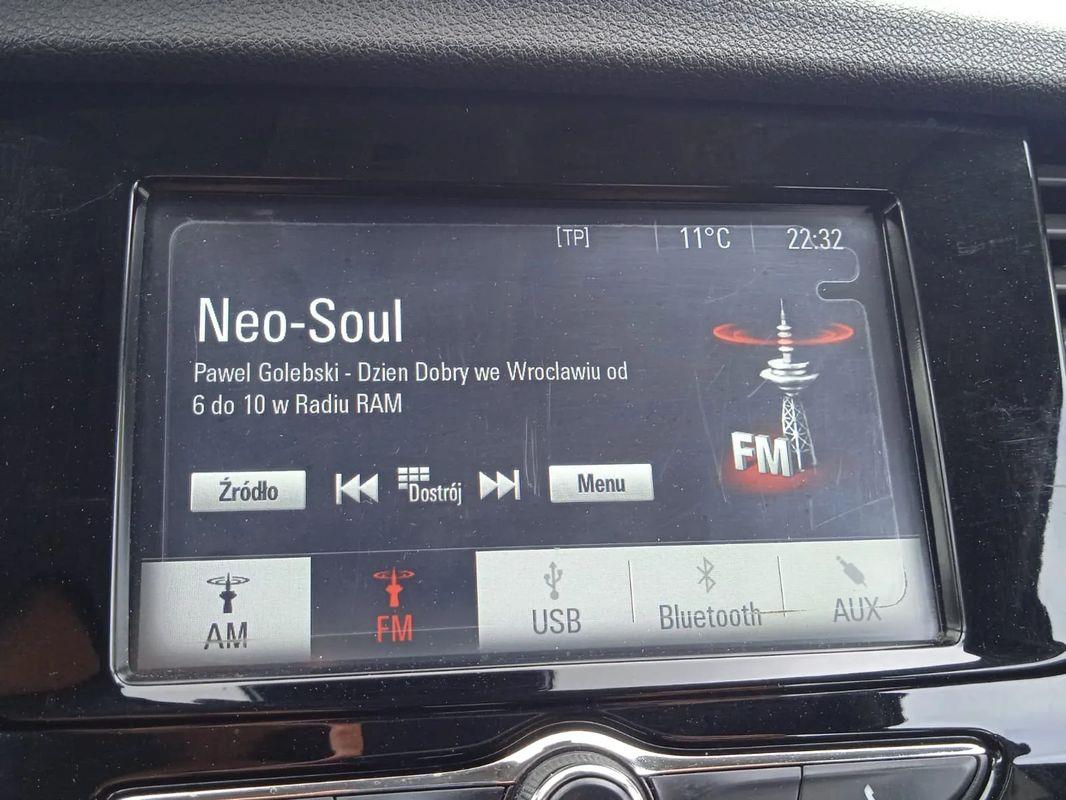 [TP] 11°C 22:32
Neo-Soul
Pawel Golebski - Dzien Dobry we Wroclawiu od
6 do 10 w Radiu RAM
FM
Źródło Dostrój Menu
AM FM USB Bluetooth AUX